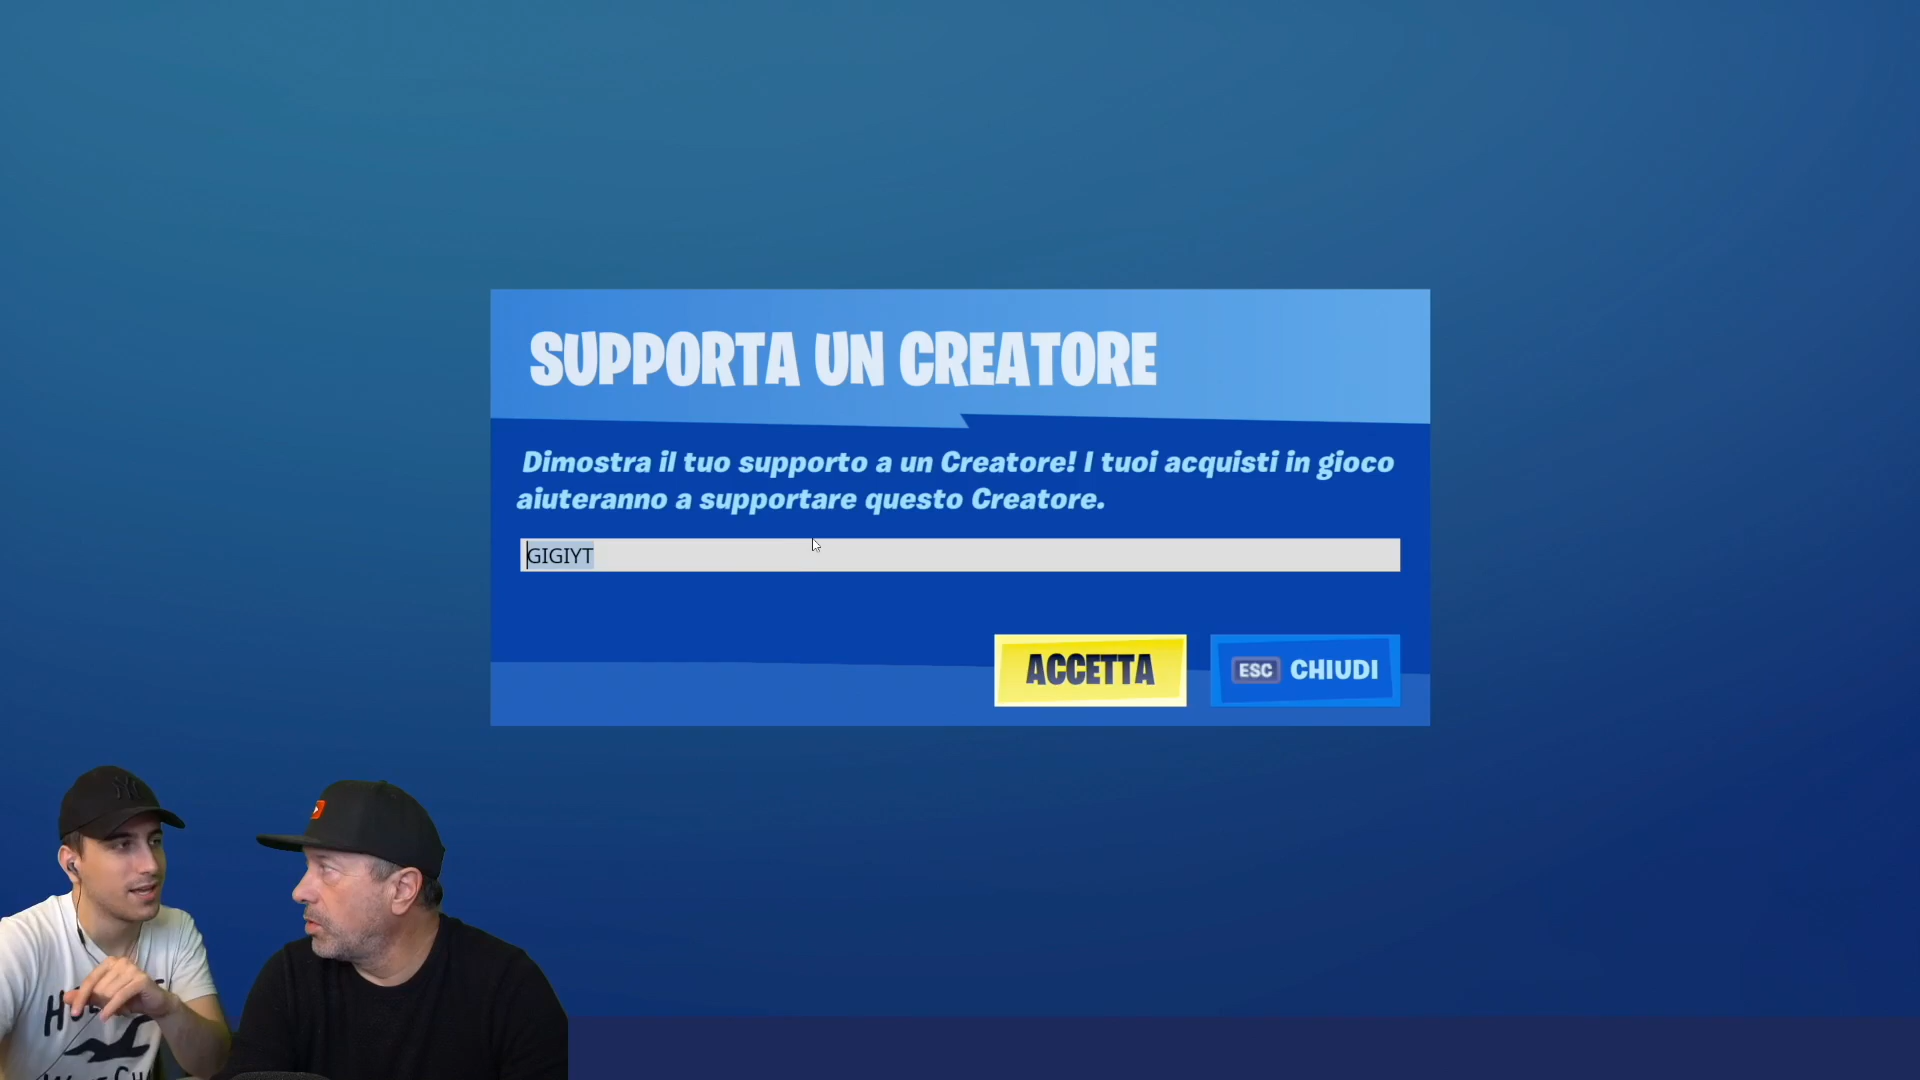 SUPPORTA UN CREATORE
Dimostra il tuo supporto a un Creatore! I tuoi acquisti in gioco
aiuteranno a supportare questo Creatore.
GIGIYT
ACCETTA
ESC CHIUDI